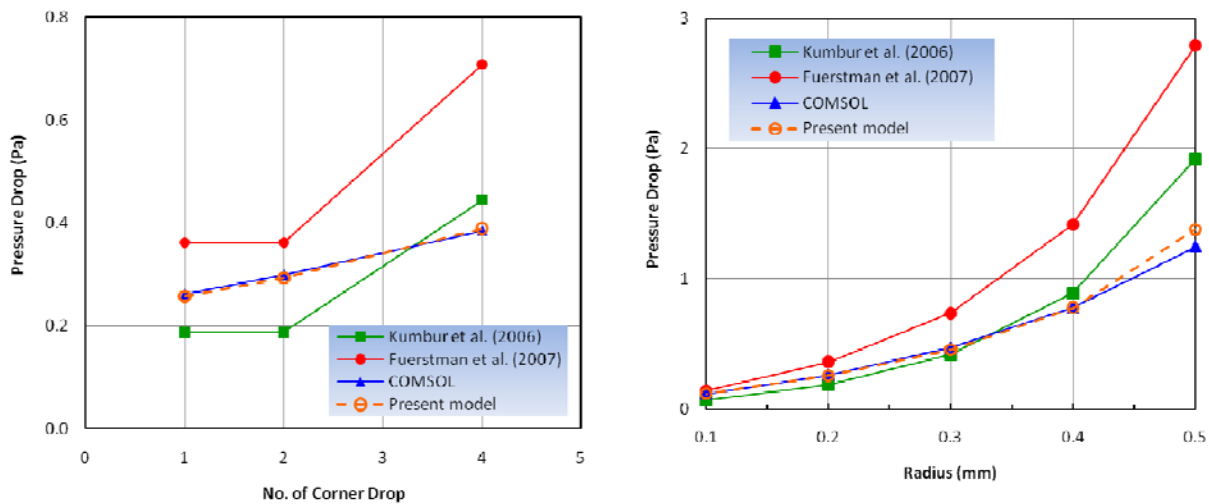 0.8
0.6
0.4
0.2
0.0
Pressure Drop (Pa)
0
1
2
3
4
5
No. of Corner Drop
Kumbur et al. (2006)
Fuerstman et al. (2007)
COMSOL
Present model
3
2
1
0
Pressure Drop (Pa)
0.1
0.2
0.3
0.4
0.5
Radius (mm)
Kumbur et al. (2006)
Fuerstman et al. (2007)
COMSOL
Present model